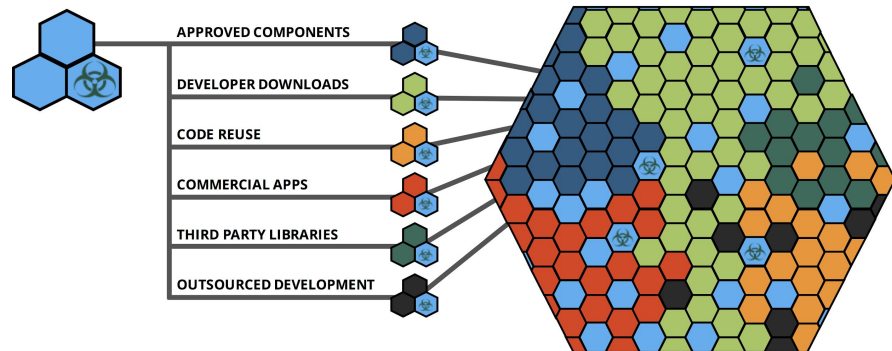 APPROVED COMPONENTS
DEVELOPER DOWNLOADS
CODE REUSE
COMMERCIAL APPS
THIRD PARTY LIBRARIES
OUTSOURCED DEVELOPMENT